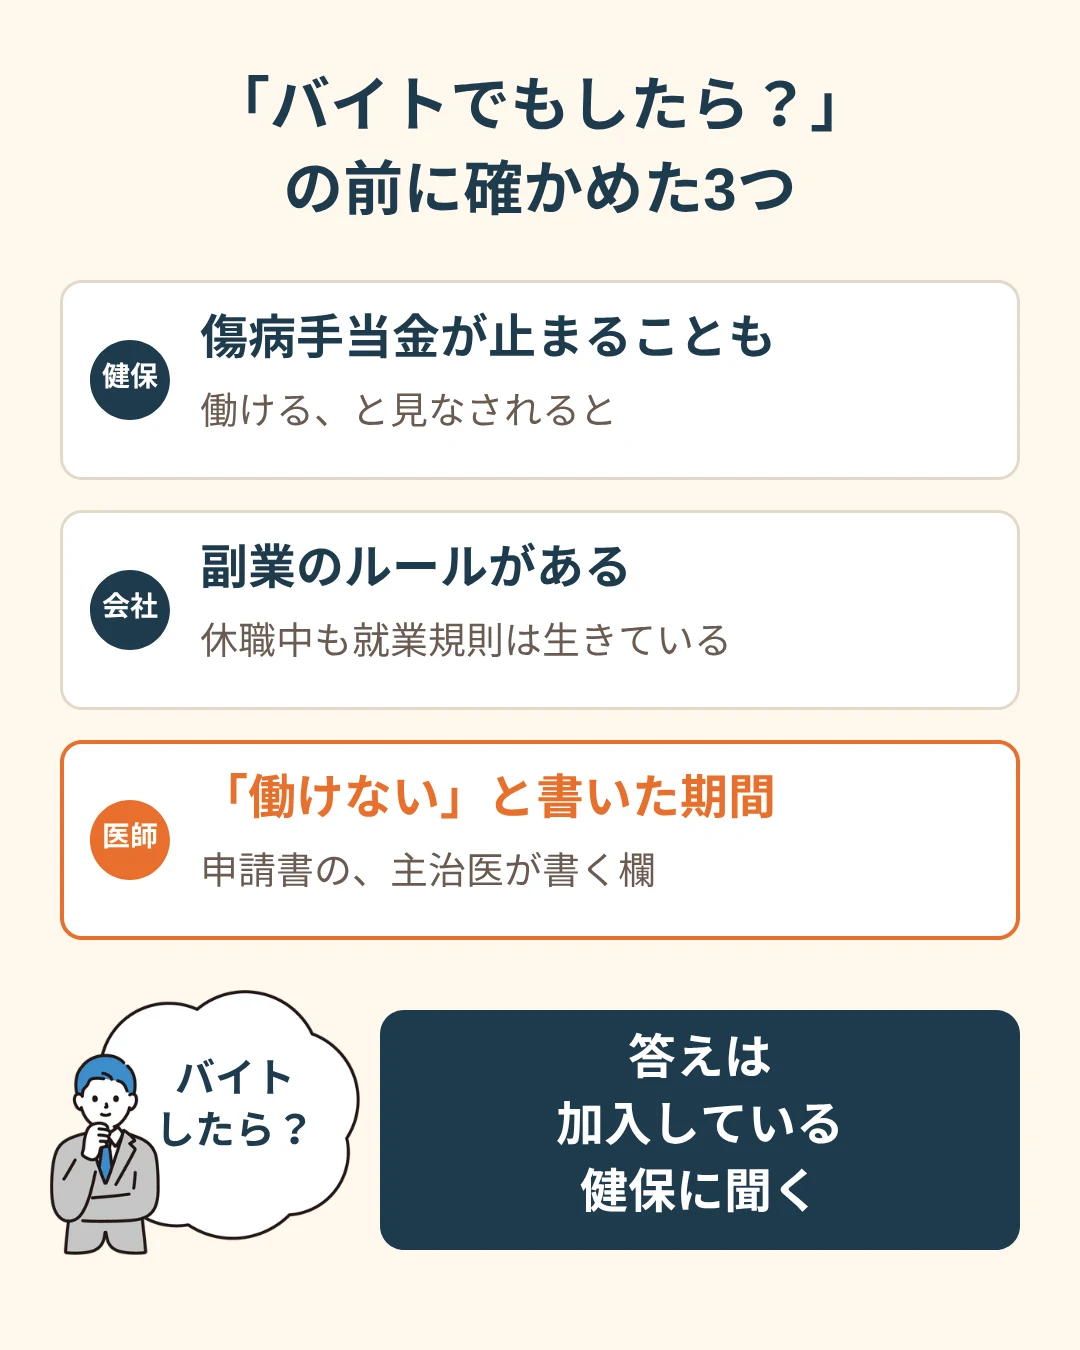 「バイトでもしたら？」
の前に確かめた3つ
健保
傷病手当金が止まることも
働ける、と見なされると
会社
副業のルールがある
休職中も就業規則は生きている
医師
「働けない」と書いた期間
申請書の、主治医が書く欄
バイト
したら？
答えは
加入している
健保に聞く